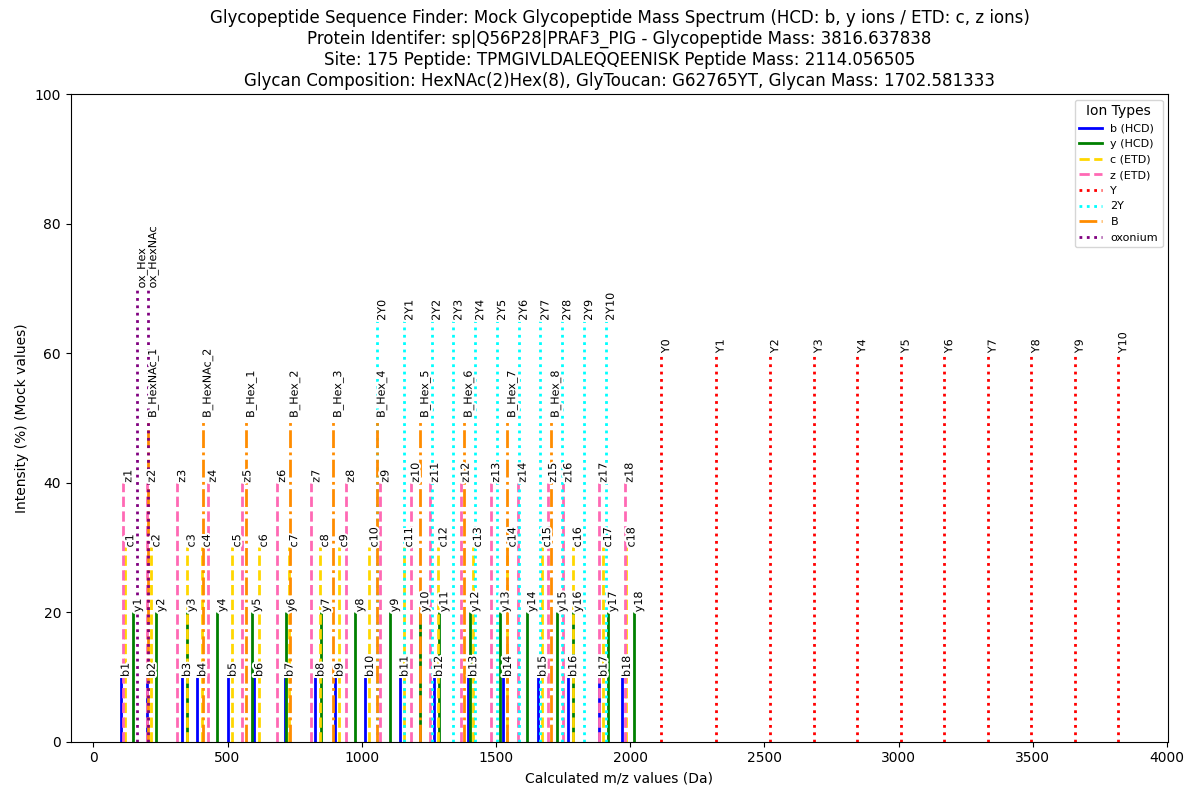 Glycopeptide Sequence Finder: Mock Glycopeptide Mass Spectrum (HCD: b, y ions / ETD: c, z ions)
Protein Identifer: sp|Q56P28|PRAF3_PIG - Glycopeptide Mass: 3816.637838
Site: 175 Peptide: TPMGIVLDALEQQEENISK Peptide Mass: 2114.056505
Glycan Composition: HexNAc(2)Hex(8), GlyToucan: G62765YT, Glycan Mass: 1702.581333
100
80
60
40
20
0
Intensity (%) (Mock values)
Ion Types
b (HCD)
y (HCD)
c (ETD)
z (ETD)
Y
2Y
B
oxonium
ox_Hex
ox_HexNAc
2Y0
2Y1
2Y2
2Y3
2Y4
2Y5
2Y6
2Y7
2Y8
2Y9
2Y10
Y0
Y1
Y2
Y3
Y4
Y5
Y6
Y7
Y8
Y9
Y10
B_HexNAc_1
B_HexNAc_2
B_Hex_1
B_Hex_2
B_Hex_3
B_Hex_4
B_Hex_5
B_Hex_6
B_Hex_7
B_Hex_8
z1
z2
z3
z4
z5
z6
z7
z8
z9
z10
z11
z12
z13
z14
z15
z16
z17
z18
c1
c2
c3
c4
c5
c6
c7
c8
c9
c10
c11
c12
c13
c14
c15
c16
c17
c18
y1
y2
y3
y4
y5
y6
y7
y8
y9
y10
y11
y12
y13
y14
y15
y16
y17
y18
b1
b2
b3
b4
b5
b6
b7
b8
b9
b10
b11
b12
b13
b14
b15
b16
b17
b18
0
500
1000
1500
2000
2500
3000
3500
4000
Calculated m/z values (Da)